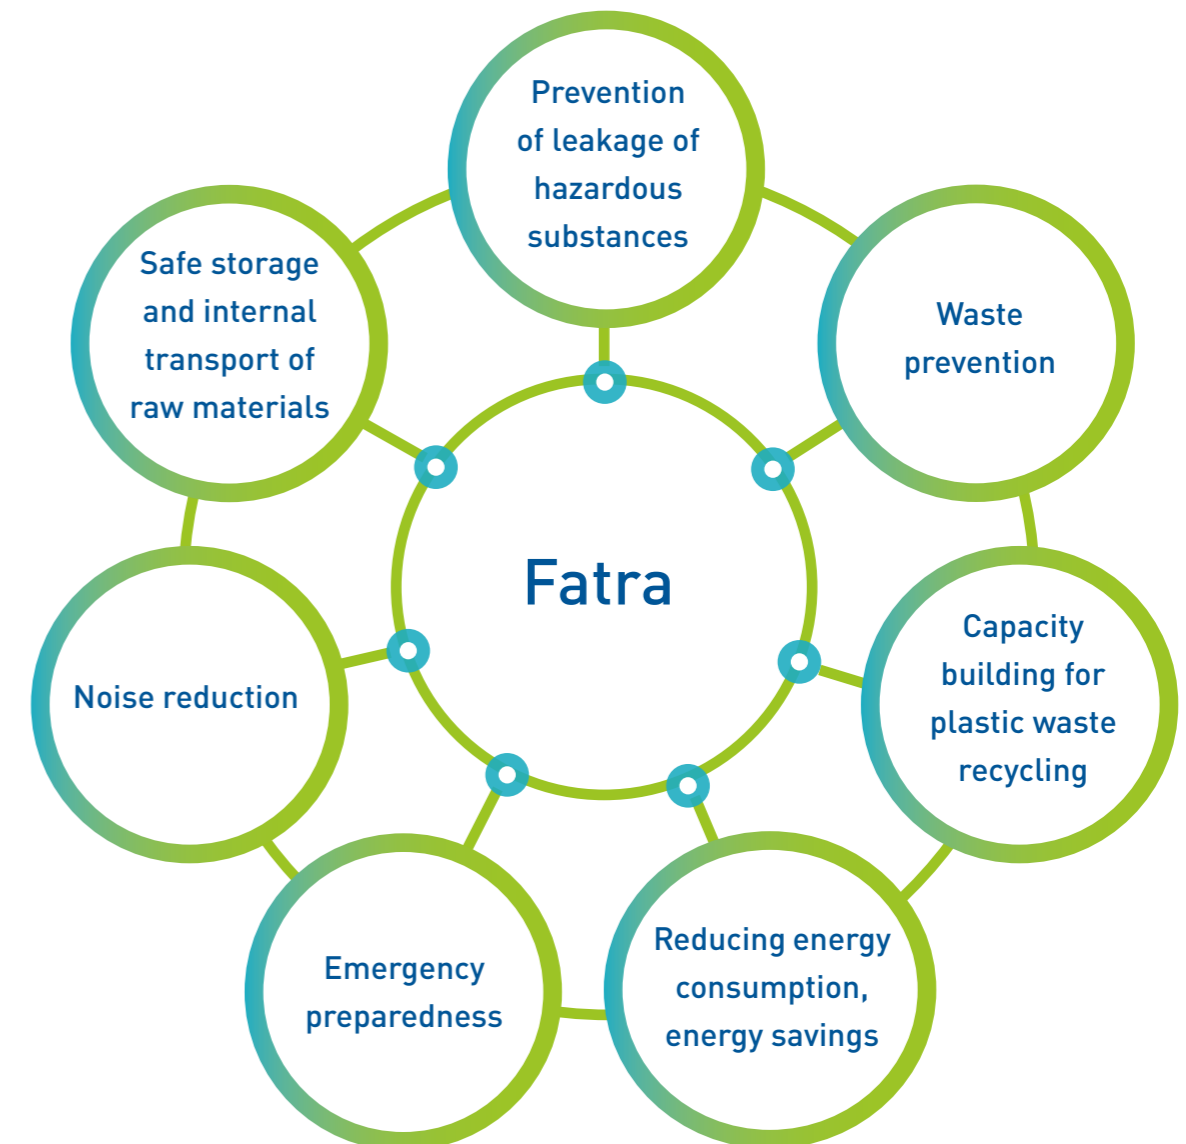 Prevention
of leakage of
hazardous
substances
Waste
prevention
Capacity
building for
plastic waste
recycling
Reducing energy
consumption,
energy savings
Emergency
preparedness
Noise reduction
Safe storage
and internal
transport of
raw materials
Fatra